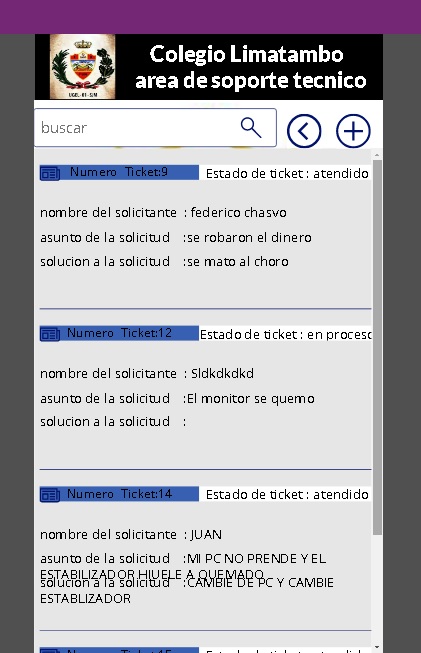 Colegio Limatambo
area de soporte tecnico
UGEL-01-SJM
buscar
Numero Ticket:9
Estado de ticket : atendido
nombre del solicitante : federico chasvo
asunto de la solicitud :se robaron el dinero
solucion a la solicitud :se mato al choro
Numero Ticket:12
Estado de ticket : en proceso
nombre del solicitante : Sldkdkdkd
asunto de la solicitud :El monitor se quemo
solucion a la solicitud :
Numero Ticket:14
Estado de ticket : atendido
nombre del solicitante : JUAN
asunto de la solicitud :MI PC NO PRENDE Y EL
ESTABILIZADOR HIUELE A QUEMADO
solucion a la solicitud :CAMBIE DE PC Y CAMBIE
ESTABLIZADOR